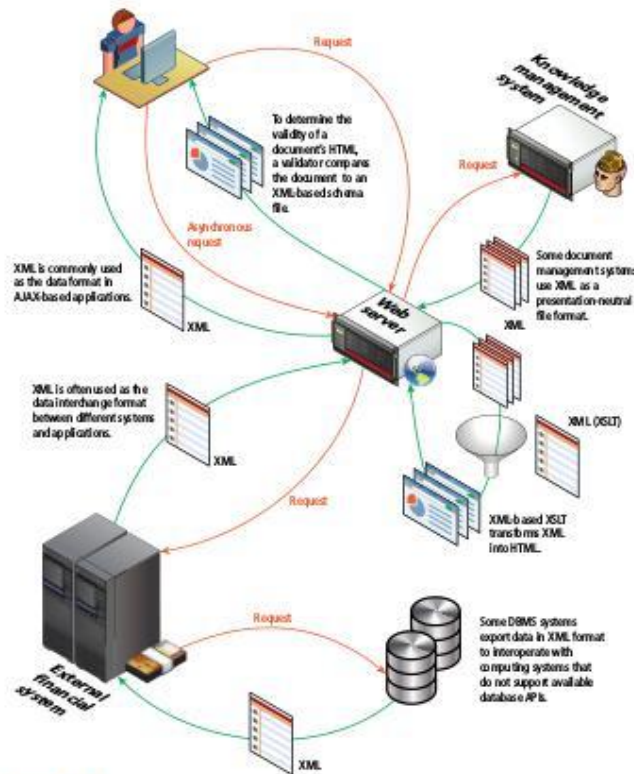 Request
Knowledge
management
system
To determine the
validity of a
document's HTML,
a validator compares
the document to an
XML-based schema
file.
Request
Asynchronous
request
XML is commonly used
as the data format in
AJAX-based applications.
XML
Web
server
Some document
management systems
use XML as a
presentation-neutral
file format.
XML
XML is often used as the
data interchange format
between different systems
and applications.
XML
XML (XSLT)
Request
XML-based XSLT
transforms XML
into HTML.
External
financial
system
Request
Some DBMS systems
export data in XML format
to interoperate with
computing systems that
do not support available
database APIs.
XML